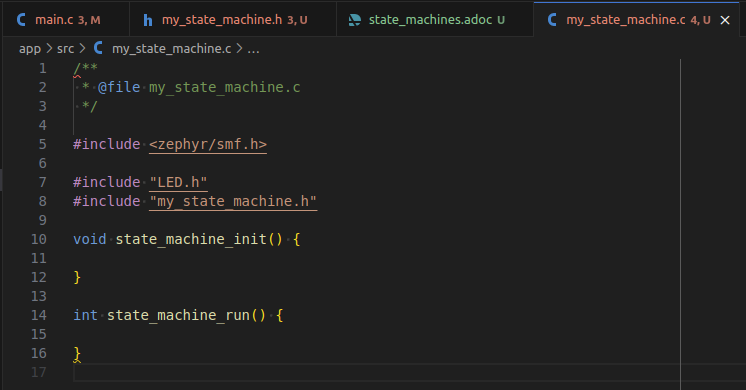 main.c 3, M my_state_machine.h 3, U state_machines.adoc U my_state_machine.c 4, U ×
app > src > C my_state_machine.c > ...
1 /**
2  * @file my_state_machine.c
3  */
4
5 #include <zephyr/smf.h>
6
7 #include "LED.h"
8 #include "my_state_machine.h"
9
10 void state_machine_init() {
11
12 }
13
14 int state_machine_run() {
15
16 }
17